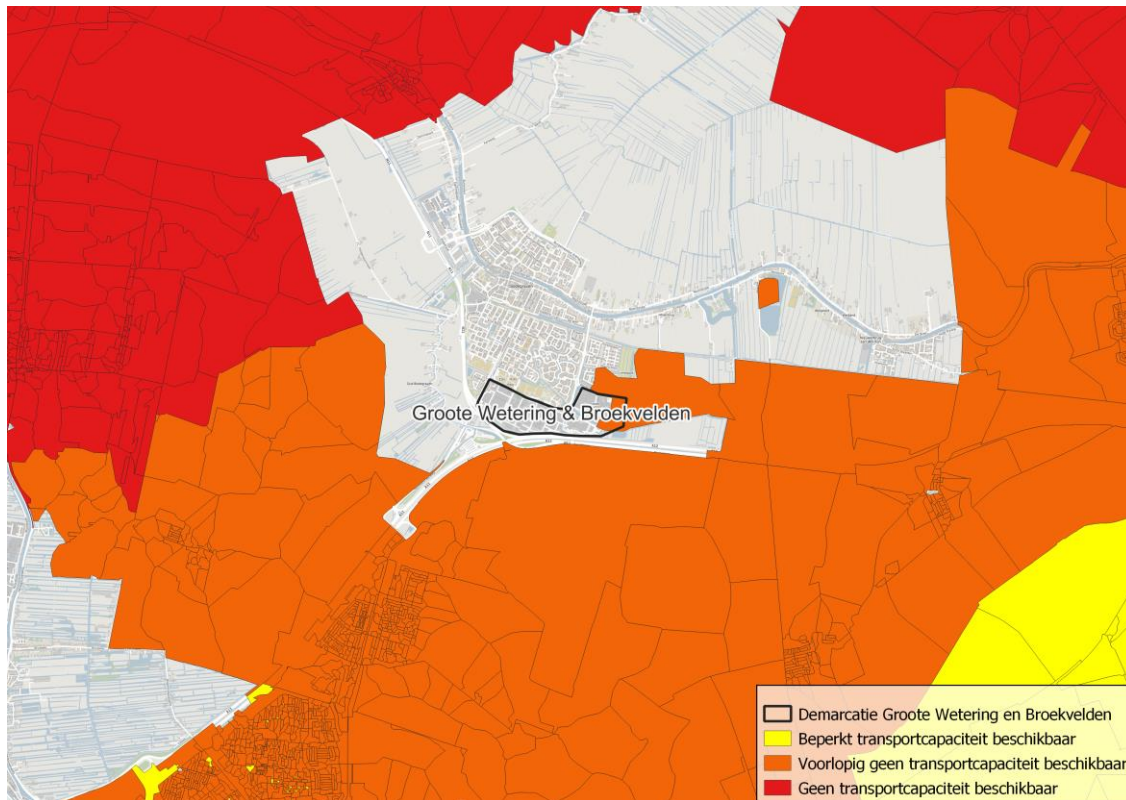 Groote Wetering & Broekvelden
Demarcatie Groote Wetering en Broekvelden
Beperkt transportcapaciteit beschikbaar
Voorlopig geen transportcapaciteit beschikbaar
Geen transportcapaciteit beschikbaar